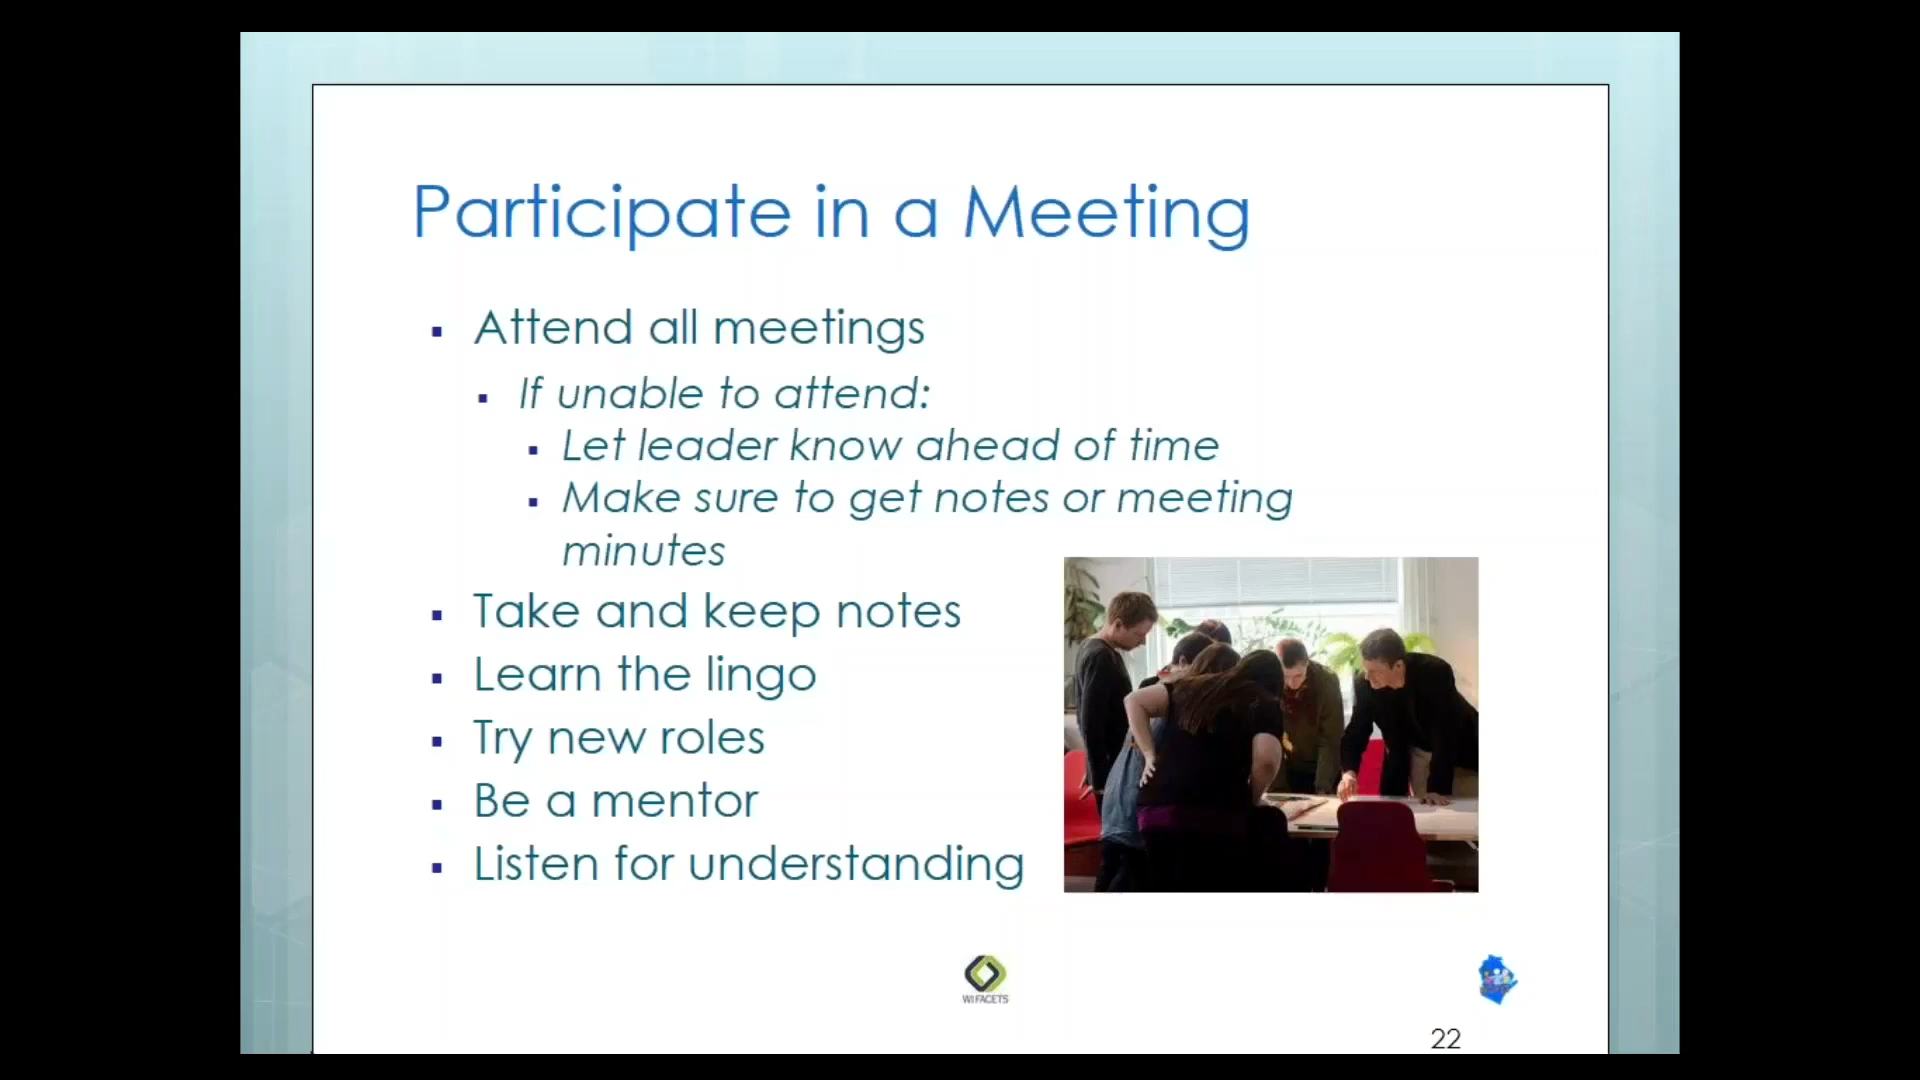 Participate in a Meeting
▪ Attend all meetings
▪ If unable to attend:
▪ Let leader know ahead of time
▪ Make sure to get notes or meeting
minutes
▪ Take and keep notes
▪ Learn the lingo
▪ Try new roles
▪ Be a mentor
▪ Listen for understanding
WI FACETS
22